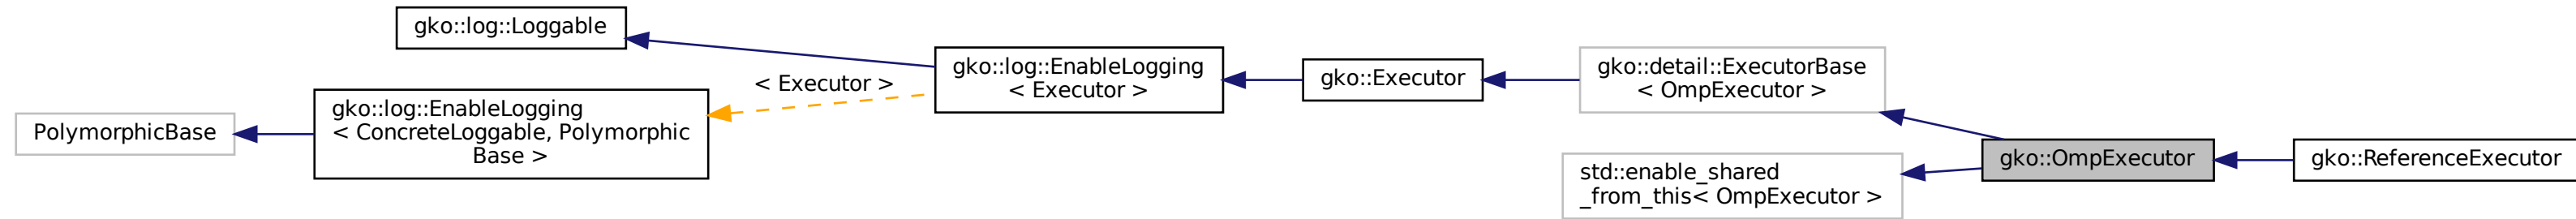 gko::log::Loggable
gko::log::EnableLogging
< Executor >
gko::Executor
gko::detail::ExecutorBase
< OmpExecutor >
< Executor >
PolymorphicBase
gko::log::EnableLogging
< ConcreteLoggable, Polymorphic
Base >
std::enable_shared
_from_this< OmpExecutor >
gko::OmpExecutor
gko::ReferenceExecutor